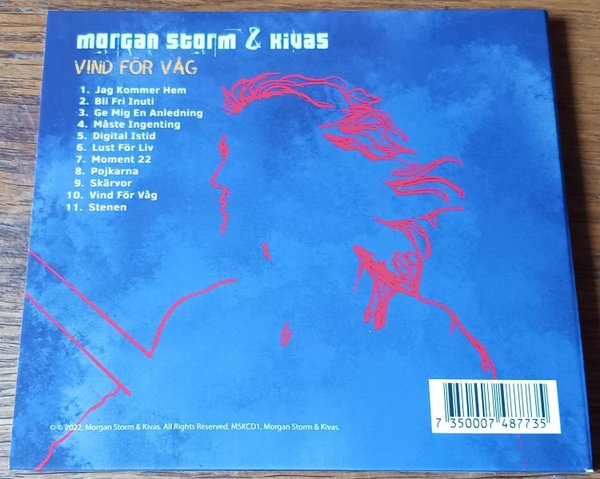 morgan storm & kivas
VIND FÖR VÅG
1. Jag Kommer Hem
2. Bli Fri Inuti
3. Ge Mig En Anledning
4. Måste Ingenting
5. Digital Istid
6. Lust För Liv
7. Moment 22
8. Pojkarna
9. Skärvor
10. Vind För Våg
11. Stenen
© ℗ 2022, Morgan Storm & Kivas. All Rights Reserved. MSKCD1, Morgan Storm & Kivas.
7 350007 487735